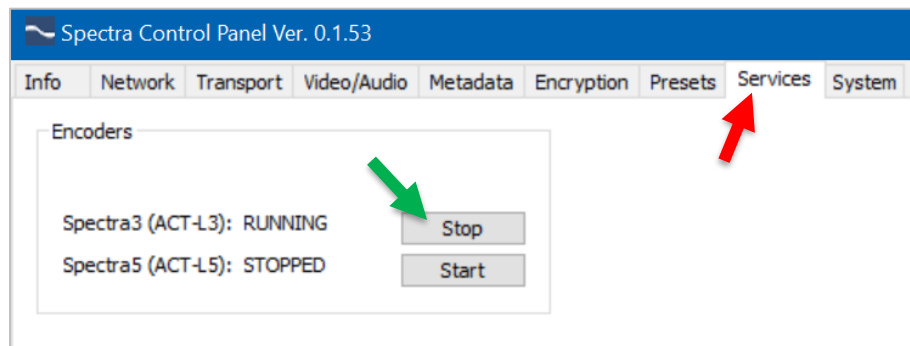 Spectra Control Panel Ver. 0.1.53
Info Network Transport Video/Audio Metadata Encryption Presets Services System
Encoders
Spectra3 (ACT-L3): RUNNING Stop
Spectra5 (ACT-L5): STOPPED Start